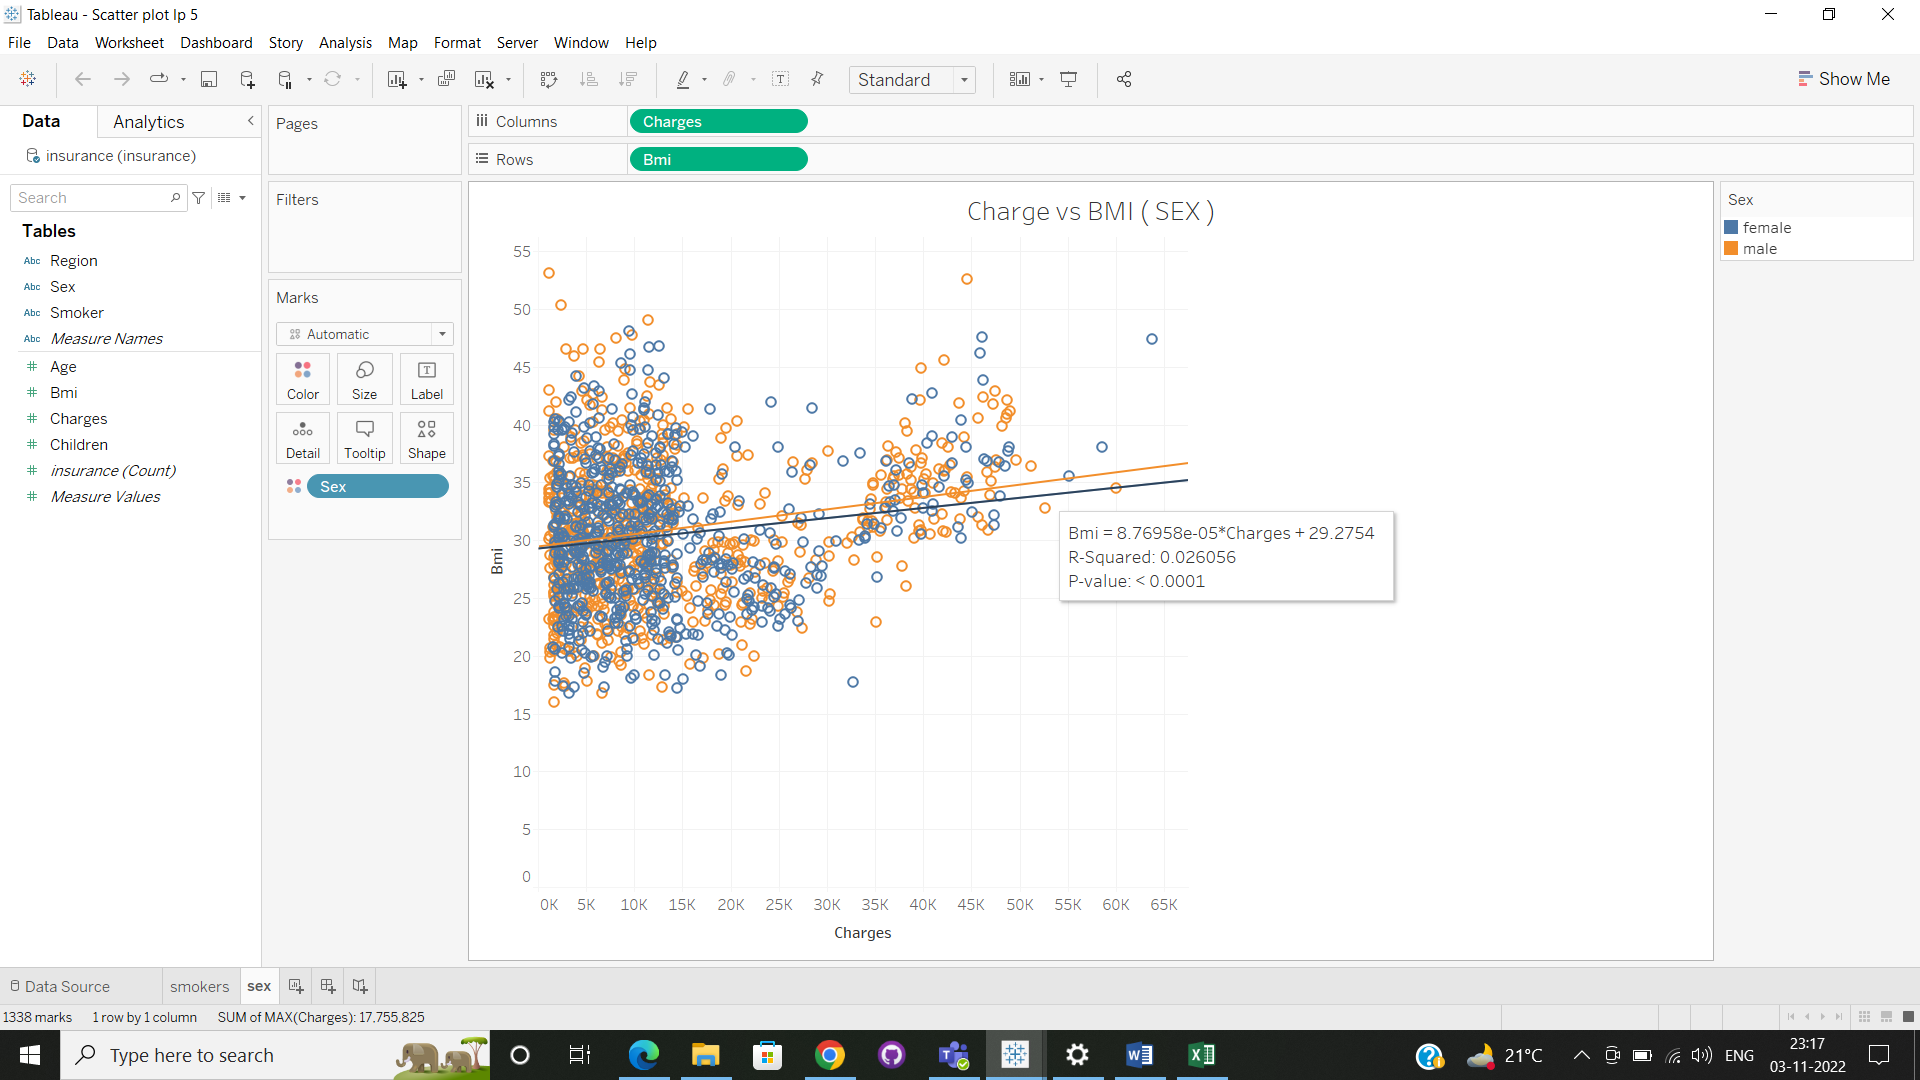 Tableau - Scatter plot lp 5
File Data Worksheet Dashboard Story Analysis Map Format Server Window Help
Standard
Show Me
Data Analytics
insurance (insurance)
Search
Tables
Abc Region
Abc Sex
Abc Smoker
Abc Measure Names
Age
Bmi
Charges
Children
insurance (Count)
Measure Values
Pages
Filters
Marks
Automatic
Color Size Label
Detail Tooltip Shape
Sex
Columns Charges
Rows Bmi
Charge vs BMI ( SEX )
55
50
45
40
35
30
25
20
15
10
5
0
Bmi
0K 5K 10K 15K 20K 25K 30K 35K 40K 45K 50K 55K 60K 65K
Charges
Bmi = 8.76958e-05*Charges + 29.2754
R-Squared: 0.026056
P-value: < 0.0001
Sex
female
male
Data Source smokers sex
1338 marks 1 row by 1 column SUM of MAX(Charges): 17,755,825
Type here to search
21°C
ENG
23:17
03-11-2022